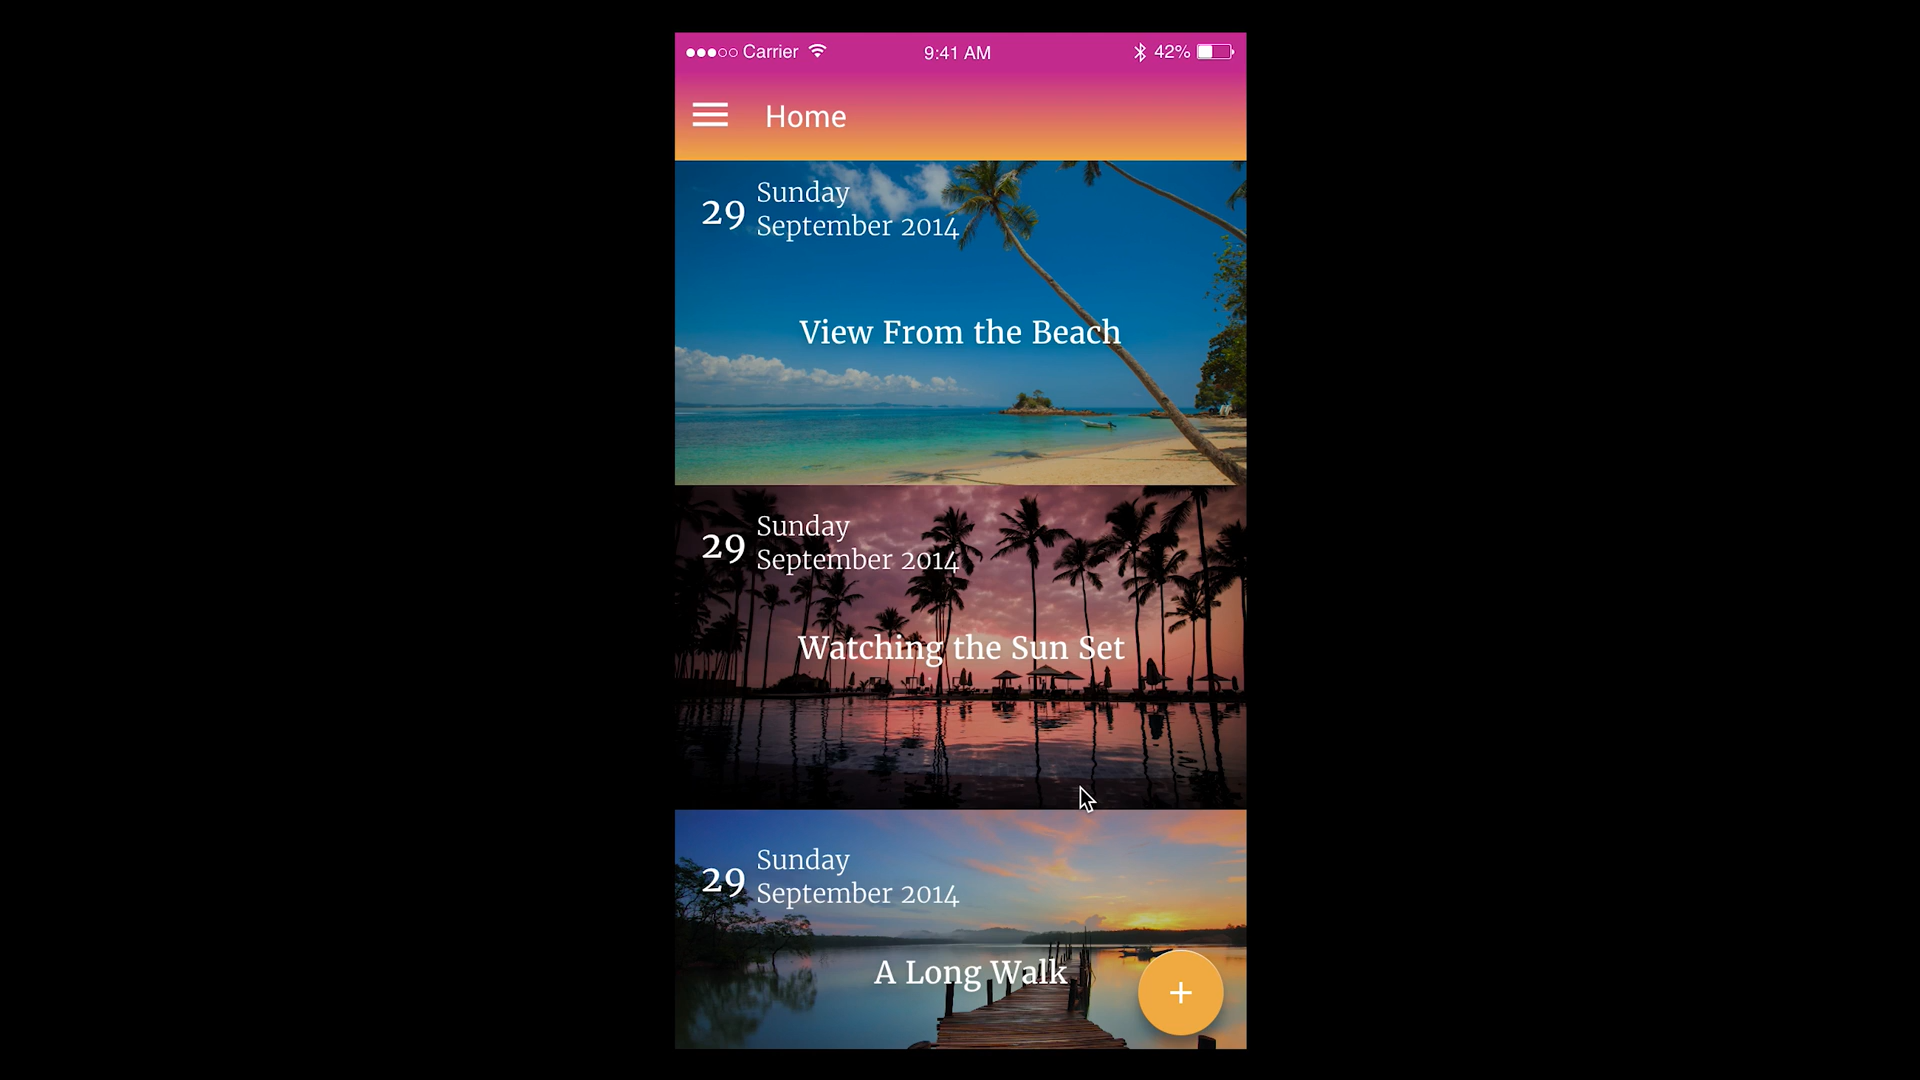 Carrier 9:41 AM 42%
Home
29 Sunday
September 2014
View From the Beach
29 Sunday
September 2014
Watching the Sun Set
29 Sunday
September 2014
A Long Walk
+